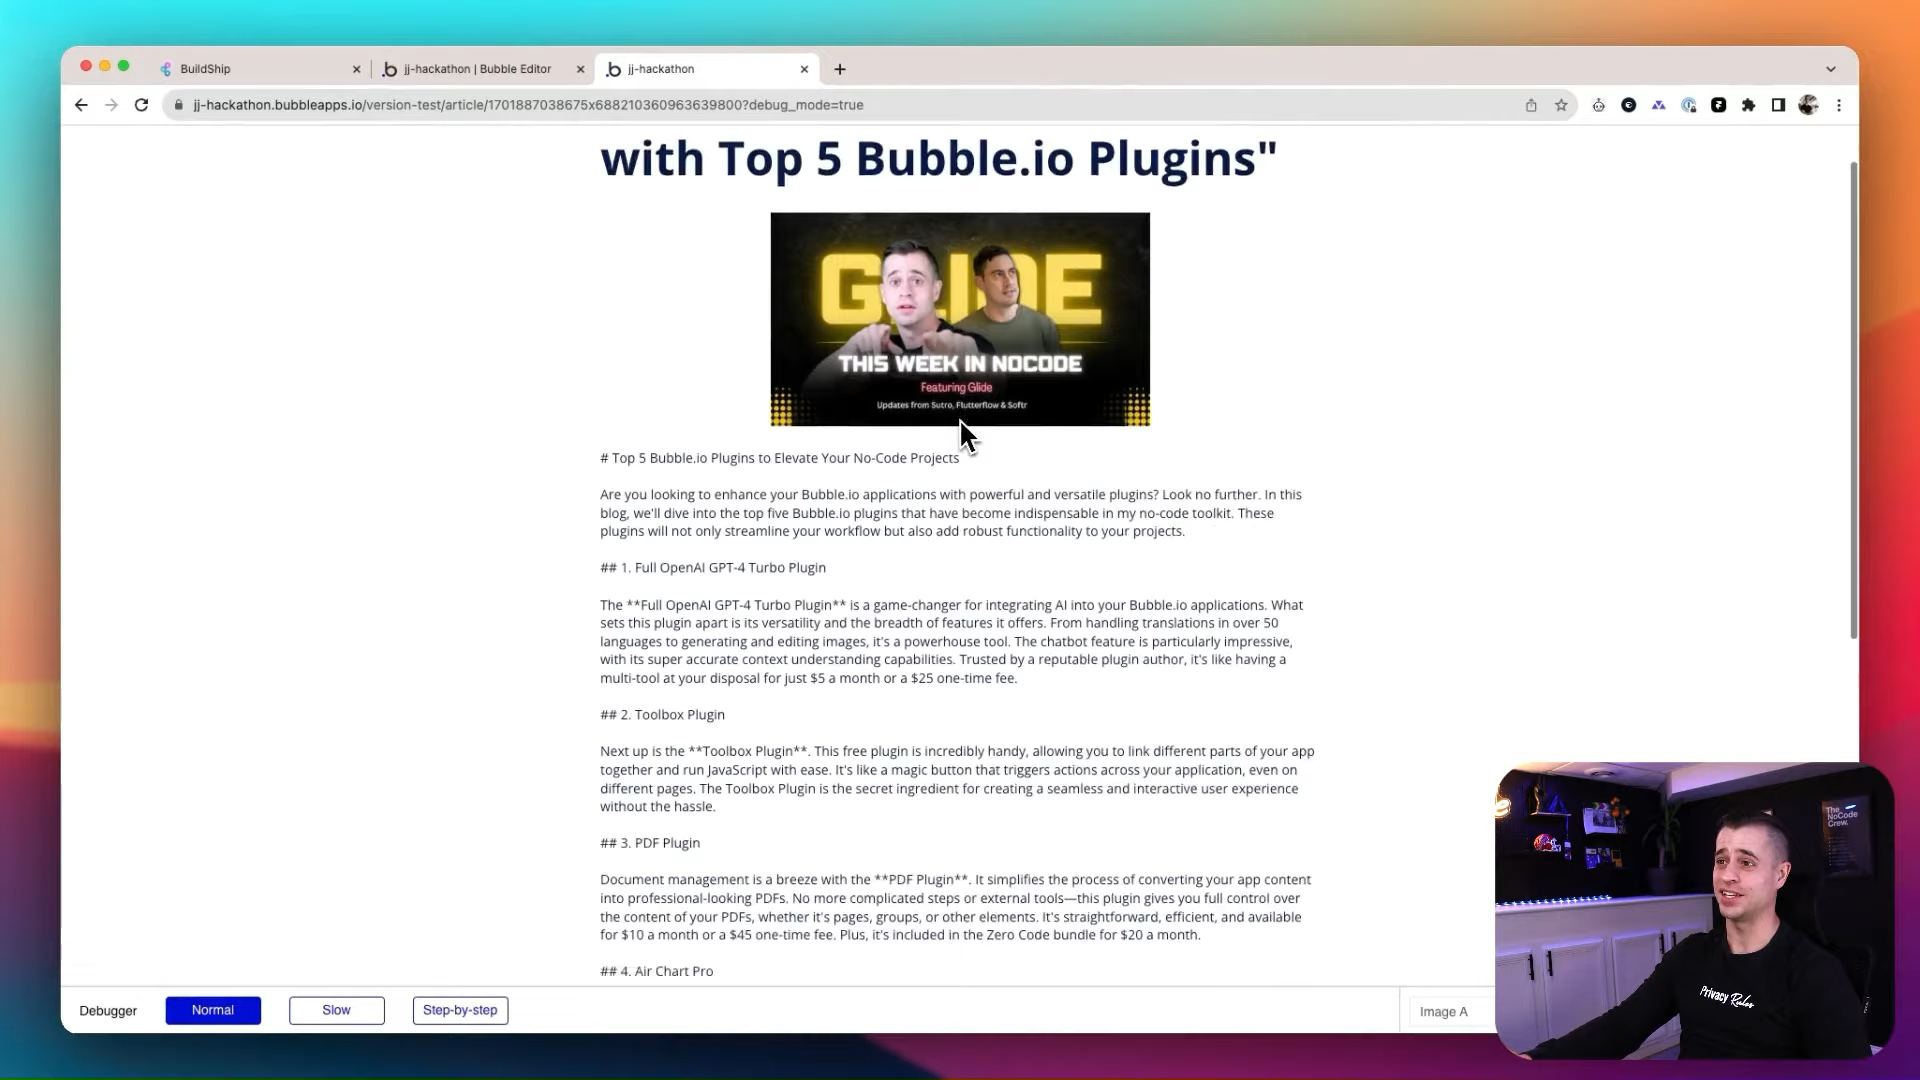 BuildShip
jj-hackathon | Bubble Editor
jj-hackathon
jj-hackathon.bubbleapps.io/version-test/article/1701887038675x688210360963639800?debug_mode=true
with Top 5 Bubble.io Plugins"
GLIDE
THIS WEEK IN NOCODE
Featuring Glide
Updates from Sutro, Flutterflow & Softr
# Top 5 Bubble.io Plugins to Elevate Your No-Code Projects
Are you looking to enhance your Bubble.io applications with powerful and versatile plugins? Look no further. In this
blog, we'll dive into the top five Bubble.io plugins that have become indispensable in my no-code toolkit. These
plugins will not only streamline your workflow but also add robust functionality to your projects.
## 1. Full OpenAI GPT-4 Turbo Plugin
The **Full OpenAI GPT-4 Turbo Plugin** is a game-changer for integrating AI into your Bubble.io applications. What
sets this plugin apart is its versatility and the breadth of features it offers. From handling translations in over 50
languages to generating and editing images, it's a powerhouse tool. The chatbot feature is particularly impressive,
with its super accurate context understanding capabilities. Trusted by a reputable plugin author, it's like having a
multi-tool at your disposal for just $5 a month or a $25 one-time fee.
## 2. Toolbox Plugin
Next up is the **Toolbox Plugin**. This free plugin is incredibly handy, allowing you to link different parts of your app
together and run JavaScript with ease. It's like a magic button that triggers actions across your application, even on
different pages. The Toolbox Plugin is the secret ingredient for creating a seamless and interactive user experience
without the hassle.
## 3. PDF Plugin
Document management is a breeze with the **PDF Plugin**. It simplifies the process of converting your app content
into professional-looking PDFs. No more complicated steps or external tools—this plugin gives you full control over
the content of your PDFs, whether it's pages, groups, or other elements. It's straightforward, efficient, and available
for $10 a month or a $45 one-time fee. Plus, it's included in the Zero Code bundle for $20 a month.
## 4. Air Chart Pro
Debugger
Normal
Slow
Step-by-step
Image A
The
NoCode
Crew.
Privacy Rules